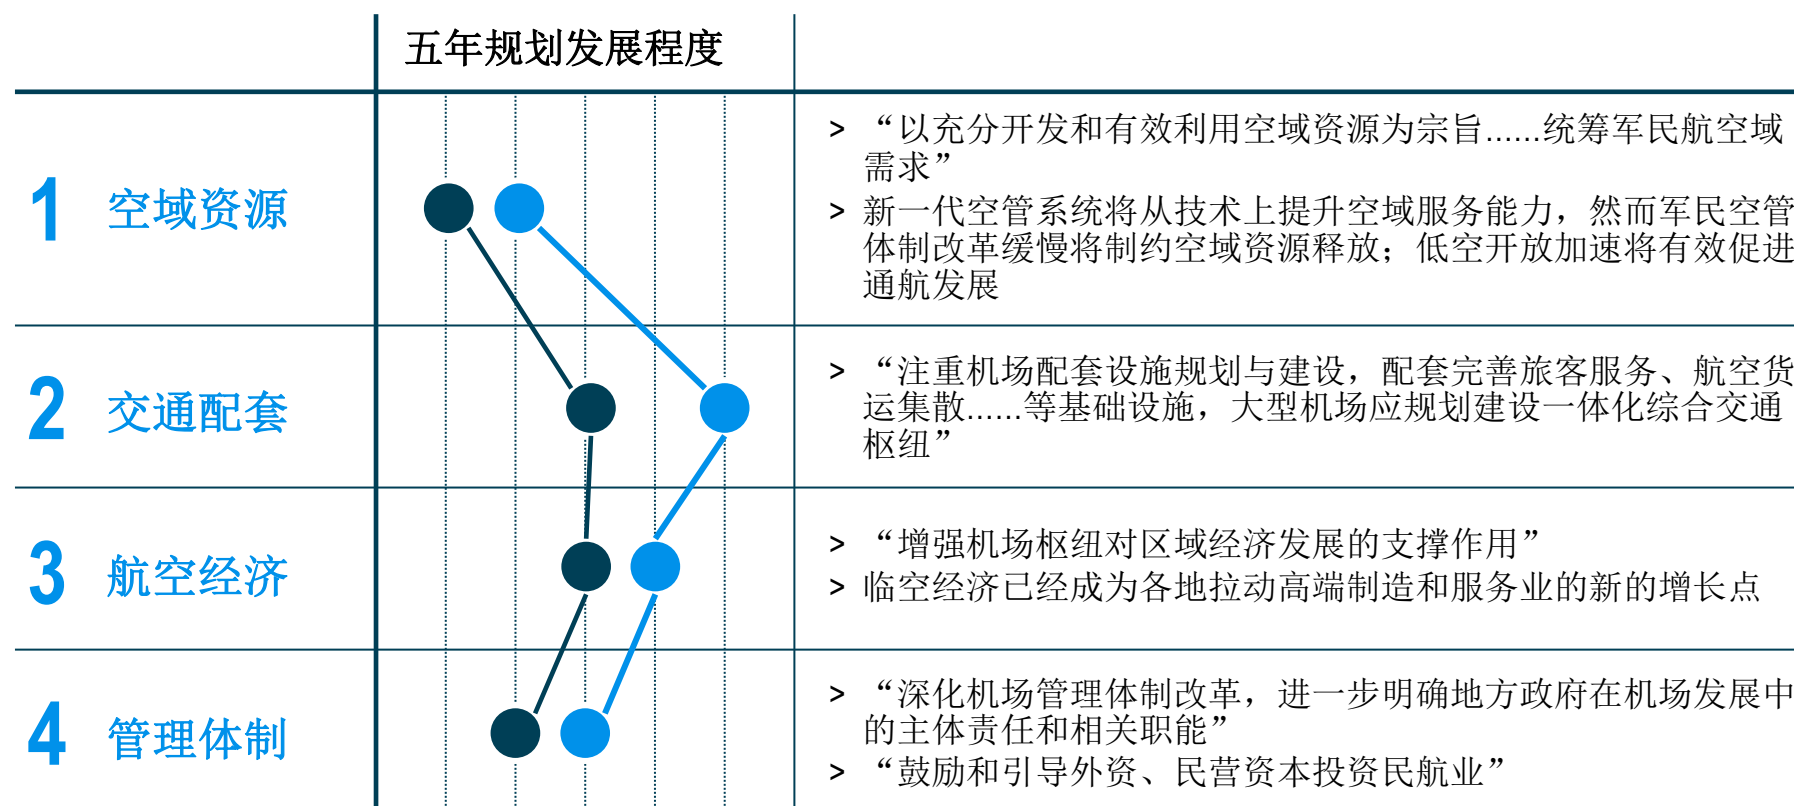 五年规划发展程度
1 空域资源
> “以充分开发和有效利用空域资源为宗旨......统筹军民航空域
需求”
> 新一代空管系统将从技术上提升空域服务能力，然而军民空管
体制改革缓慢将制约空域资源释放；低空开放加速将有效促进
通航发展
2 交通配套
> “注重机场配套设施规划与建设，配套完善旅客服务、航空货
运集散......等基础设施，大型机场应规划建设一体化综合交通
枢纽”
3 航空经济
> “增强机场枢纽对区域经济发展的支撑作用”
> 临空经济已经成为各地拉动高端制造和服务业的新的增长点
4 管理体制
> “深化机场管理体制改革，进一步明确地方政府在机场发展中
的主体责任和相关职能”
> “鼓励和引导外资、民营资本投资民航业”